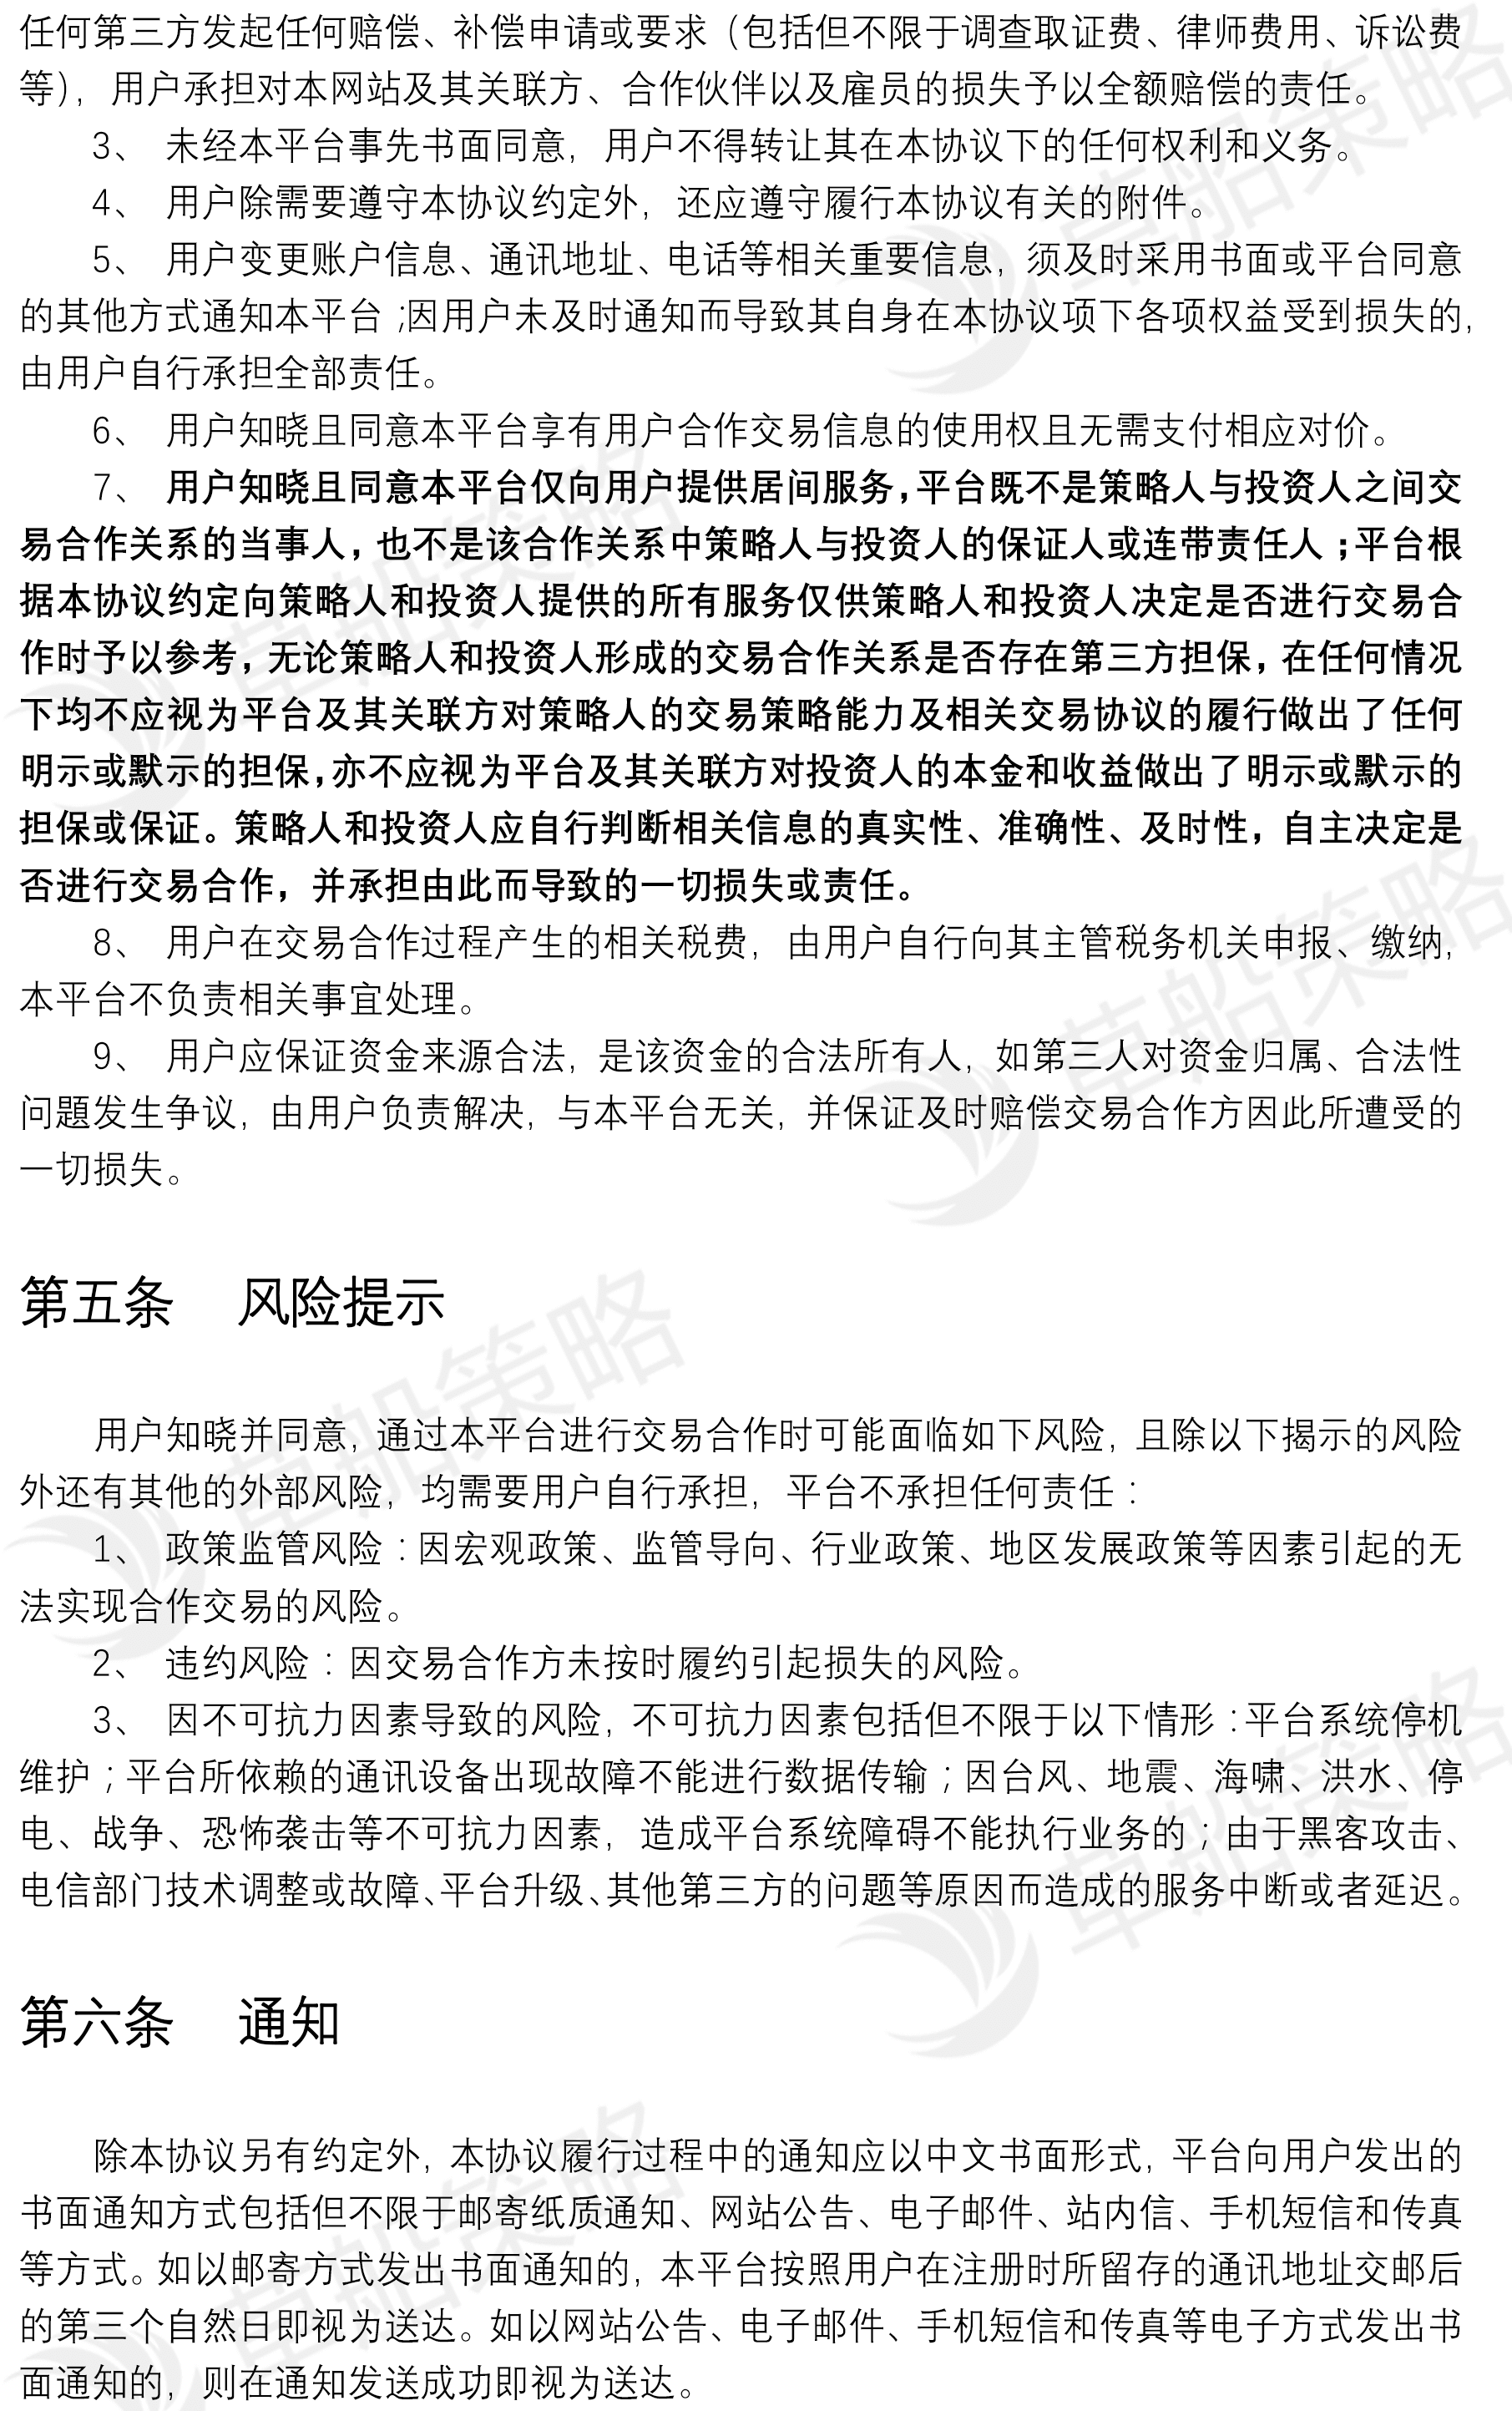 任何第三方发起任何赔偿、补偿申请或要求（包括但不限于调查取证费、律师费用、诉讼费
等），用户承担对本网站及其关联方、合作伙伴以及雇员的损失予以全额赔偿的责任。
3、 未经本平台事先书面同意，用户不得转让其在本协议下的任何权利和义务。
4、 用户除需要遵守本协议约定外，还应遵守履行本协议有关的附件。
5、 用户变更账户信息、通讯地址、电话等相关重要信息，须及时采用书面或平台同意
的其他方式通知本平台；因用户未及时通知而导致其自身在本协议项下各项权益受到损失的，
由用户自行承担全部责任。
6、 用户知晓且同意本平台享有用户合作交易信息的使用权且无需支付相应对价。
7、 用户知晓且同意本平台仅向用户提供居间服务，平台既不是策略人与投资人之间交
易合作关系的当事人，也不是该合作关系中策略人与投资人的保证人或连带责任人；平台根
据本协议约定向策略人和投资人提供的所有服务仅供策略人和投资人决定是否进行交易合
作时予以参考，无论策略人和投资人形成的交易合作关系是否存在第三方担保，在任何情况
下均不应视为平台及其关联方对策略人的交易策略能力及相关交易协议的履行做出了任何
明示或默示的担保，亦不应视为平台及其关联方对投资人的本金和收益做出了明示或默示的
担保或保证。策略人和投资人应自行判断相关信息的真实性、准确性、及时性，自主决定是
否进行交易合作，并承担由此而导致的一切损失或责任。
8、 用户在交易合作过程产生的相关税费，由用户自行向其主管税务机关申报、缴纳，
本平台不负责相关事宜处理。
9、 用户应保证资金来源合法，是该资金的合法所有人，如第三人对资金归属、合法性
问题发生争议，由用户负责解决，与本平台无关，并保证及时赔偿交易合作方因此所遭受的
一切损失。
第五条 风险提示
用户知晓并同意，通过本平台进行交易合作时可能面临如下风险，且除以下揭示的风险
外还有其他的外部风险，均需要用户自行承担，平台不承担任何责任：
1、 政策监管风险：因宏观政策、监管导向、行业政策、地区发展政策等因素引起的无
法实现合作交易的风险。
2、 违约风险：因交易合作方未按时履约引起损失的风险。
3、 因不可抗力因素导致的风险，不可抗力因素包括但不限于以下情形：平台系统停机
维护；平台所依赖的通讯设备出现故障不能进行数据传输；因台风、地震、海啸、洪水、停
电、战争、恐怖袭击等不可抗力因素，造成平台系统障碍不能执行业务的；由于黑客攻击、
电信部门技术调整或故障、平台升级、其他第三方的问题等原因而造成的服务中断或者延迟。
第六条 通知
除本协议另有约定外，本协议履行过程中的通知应以中文书面形式，平台向用户发出的
书面通知方式包括但不限于邮寄纸质通知、网站公告、电子邮件、站内信、手机短信和传真
等方式。如以邮寄方式发出书面通知的，本平台按照用户在注册时所留存的通讯地址交邮后
的第三个自然日即视为送达。如以网站公告、电子邮件、手机短信和传真等电子方式发出书
面通知的，则在通知发送成功即视为送达。
草船策略
草船策略
草船策略
草船策略
草船策略
草船策略